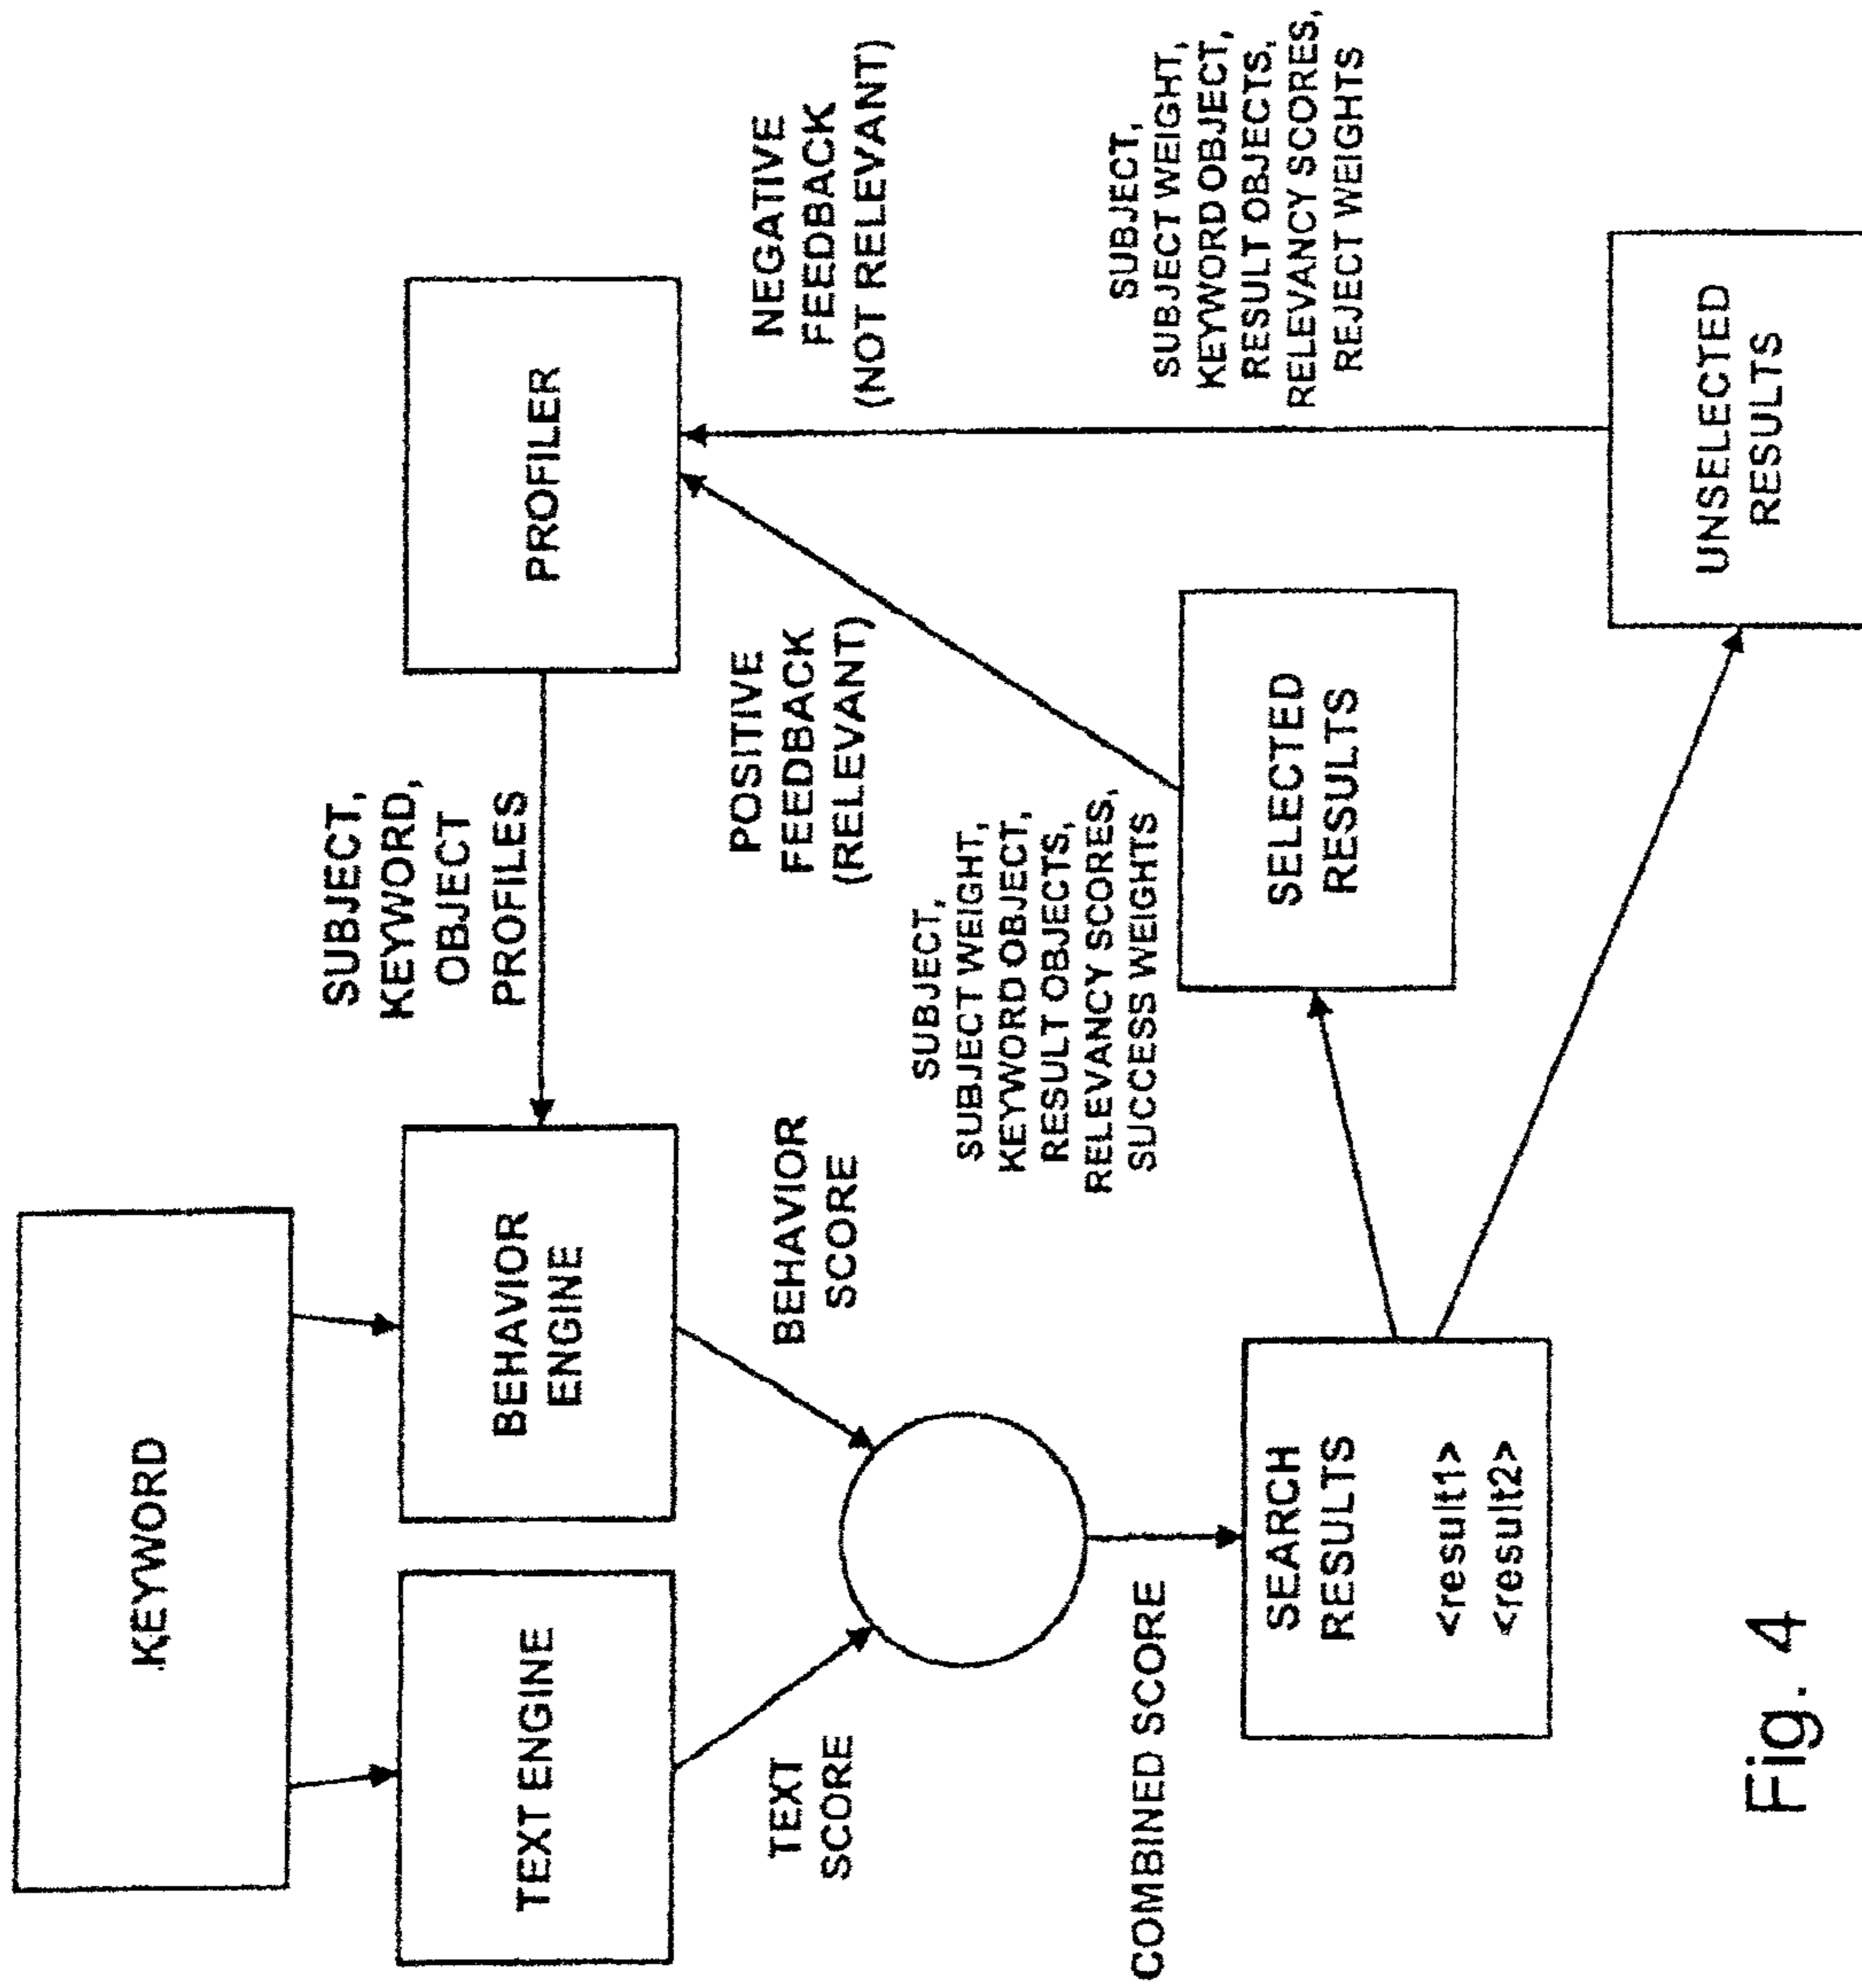 KEYWORD
TEXT ENGINE
BEHAVIOR
ENGINE
SUBJECT,
KEYWORD,
OBJECT
PROFILES
PROFILER
TEXT
SCORE
BEHAVIOR
SCORE
POSITIVE
FEEDBACK
(RELEVANT)
NEGATIVE
FEEDBACK
(NOT RELEVANT)
COMBINED SCORE
SUBJECT,
SUBJECT WEIGHT,
KEYWORD OBJECT,
RESULT OBJECTS,
RELEVANCY SCORES,
SUCCESS WEIGHTS
SUBJECT,
SUBJECT WEIGHT,
KEYWORD OBJECT,
RESULT OBJECTS,
RELEVANCY SCORES,
REJECT WEIGHTS
SEARCH
RESULTS
<result1>
<result2>
SELECTED
RESULTS
UNSELECTED
RESULTS
Fig. 4